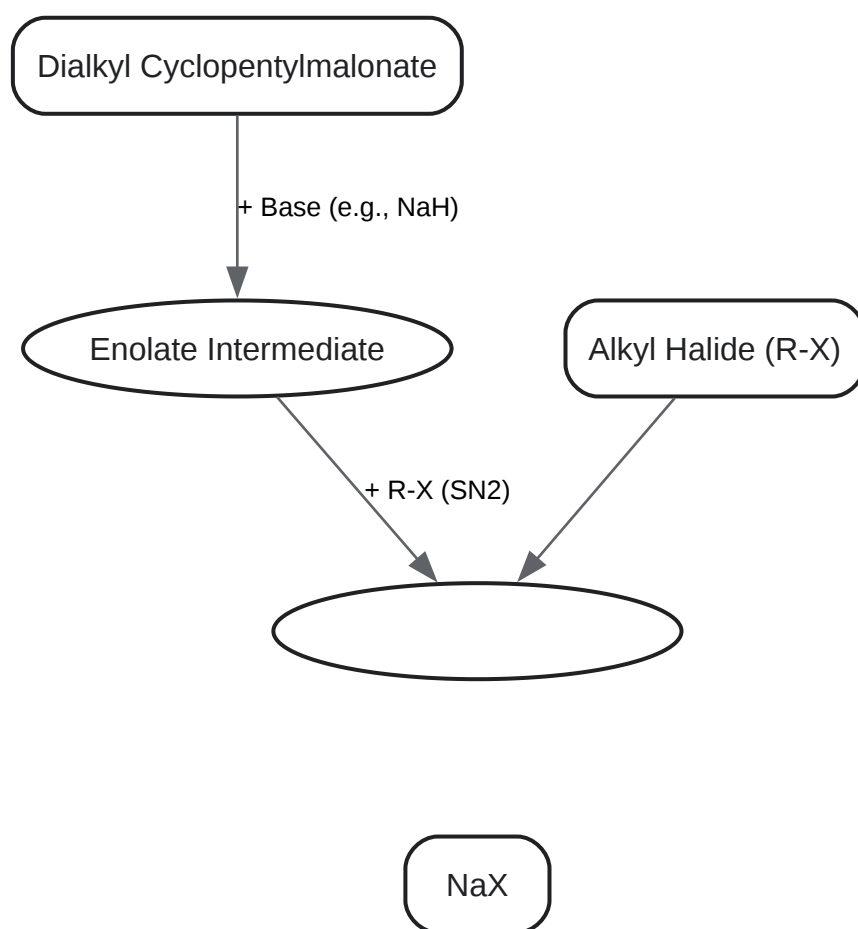 Dialkyl Cyclopentylmalonate
+ Base (e.g., NaH)
Enolate Intermediate
Alkyl Halide (R-X)
+ R-X (SN2)
NaX